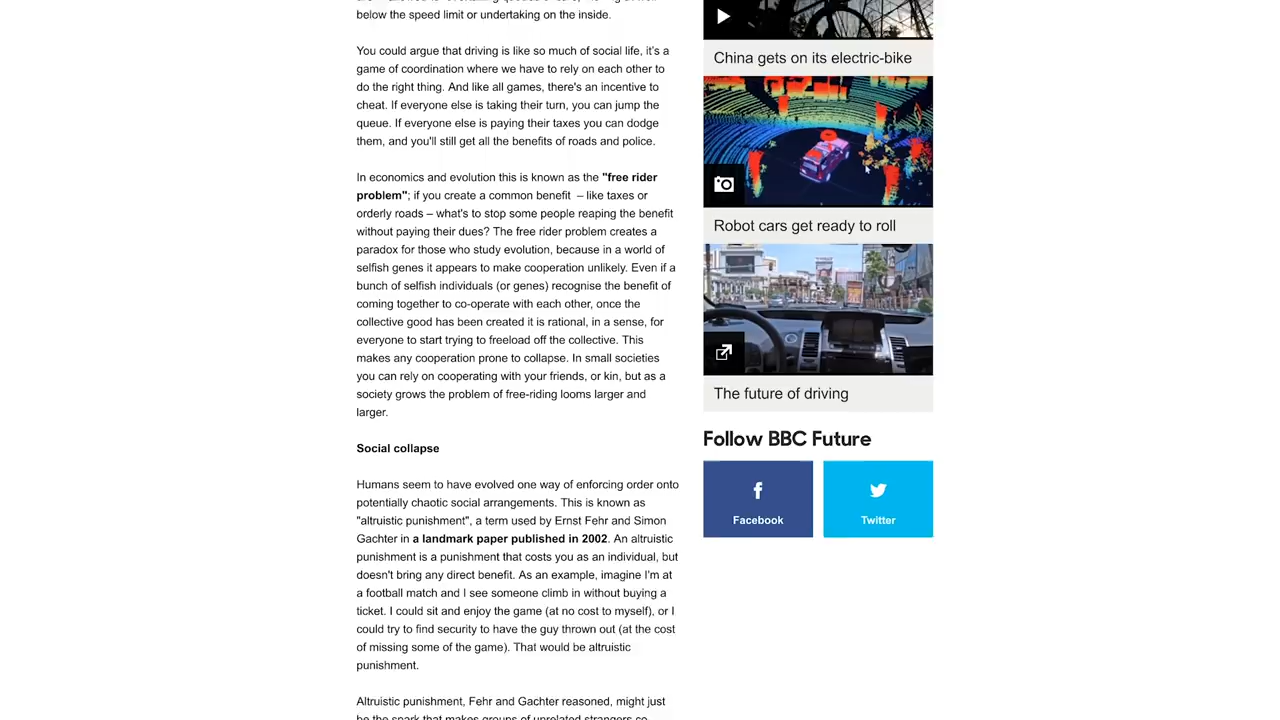 below the speed limit or undertaking on the inside.
You could argue that driving is like so much of social life, it's a
game of coordination where we have to rely on each other to
do the right thing. And like all games, there's an incentive to
cheat. If everyone else is taking their turn, you can jump the
queue. If everyone else is paying their taxes you can dodge
them, and you'll still get all the benefits of roads and police.
In economics and evolution this is known as the "free rider
problem"; if you create a common benefit  – like taxes or
orderly roads – what's to stop some people reaping the benefit
without paying their dues? The free rider problem creates a
paradox for those who study evolution, because in a world of
selfish genes it appears to make cooperation unlikely. Even if a
bunch of selfish individuals (or genes) recognise the benefit of
coming together to co-operate with each other, once the
collective good has been created it is rational, in a sense, for
everyone to start trying to freeload off the collective. This
makes any cooperation prone to collapse. In small societies
you can rely on cooperating with your friends, or kin, but as a
society grows the problem of free-riding looms larger and
larger.
Social collapse
Humans seem to have evolved one way of enforcing order onto
potentially chaotic social arrangements. This is known as
"altruistic punishment", a term used by Ernst Fehr and Simon
Gachter in a landmark paper published in 2002. An altruistic
punishment is a punishment that costs you as an individual, but
doesn't bring any direct benefit. As an example, imagine I'm at
a football match and I see someone climb in without buying a
ticket. I could sit and enjoy the game (at no cost to myself), or I
could try to find security to have the guy thrown out (at the cost
of missing some of the game). That would be altruistic
punishment.
Altruistic punishment, Fehr and Gachter reasoned, might just
be the spark that makes groups of unrelated strangers co-
China gets on its electric-bike
Robot cars get ready to roll
The future of driving
Follow BBC Future
Facebook
Twitter